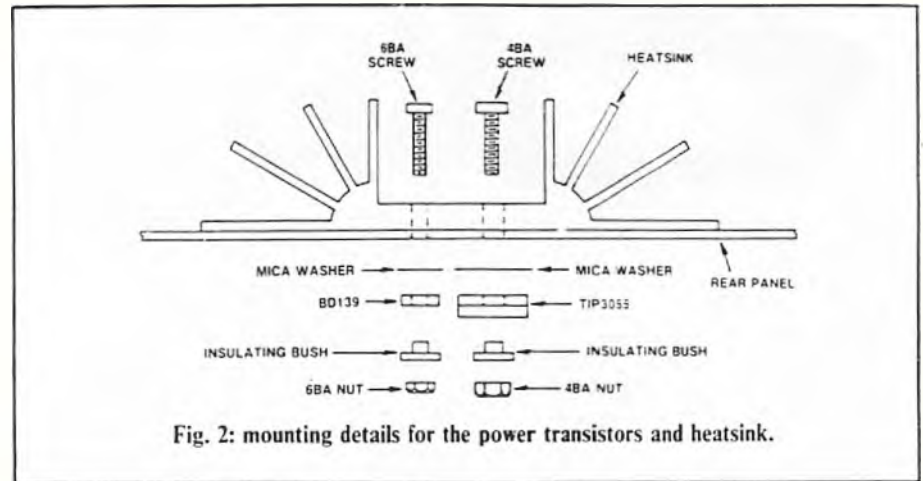 6BA
SCREW
4BA
SCREW
HEATSINK
MICA WASHER
MICA WASHER
REAR PANEL
BD139
TIP3055
INSULATING BUSH
INSULATING BUSH
6BA NUT
4BA NUT
Fig. 2: mounting details for the power transistors and heatsink.